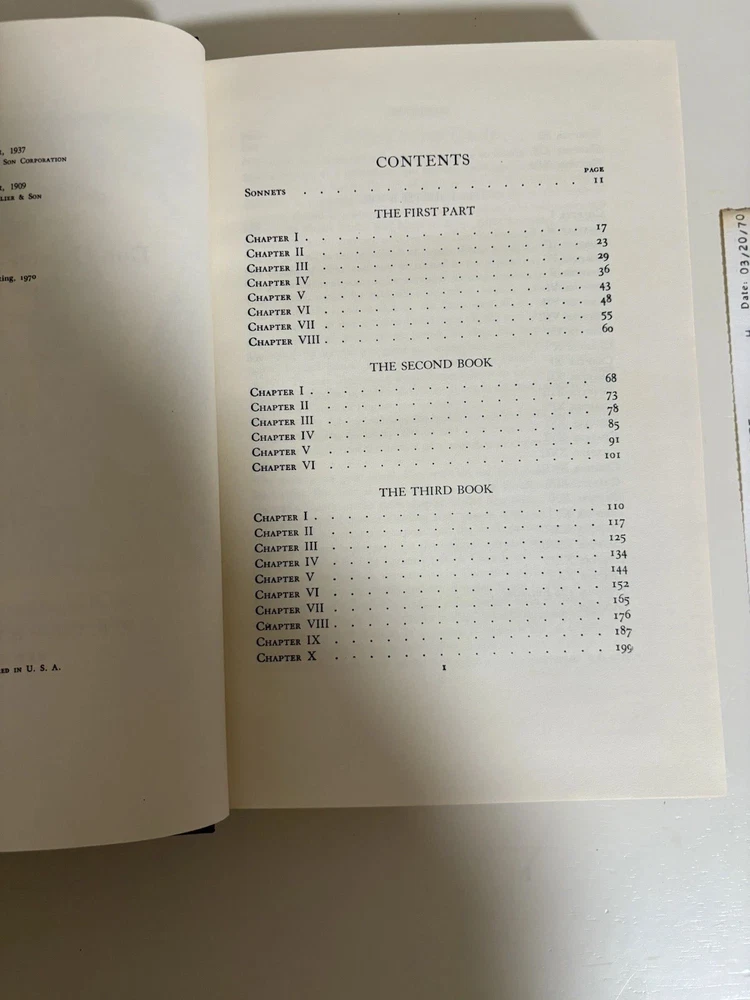 , 1937
Son Corporation
, 1909
lier & Son
ing, 1970
ed in U. S. A.
CONTENTS
PAGE
Sonnets . . . . . . . . . . . . . . . . . 11
THE FIRST PART
Chapter I . . . . . . . . . . . . . . . . . 17
Chapter II . . . . . . . . . . . . . . . . 23
Chapter III . . . . . . . . . . . . . . . . 29
Chapter IV . . . . . . . . . . . . . . . . 36
Chapter V . . . . . . . . . . . . . . . . 43
Chapter VI . . . . . . . . . . . . . . . . 48
Chapter VII . . . . . . . . . . . . . . . . 55
Chapter VIII . . . . . . . . . . . . . . . . 60
THE SECOND BOOK
Chapter I . . . . . . . . . . . . . . . . . 68
Chapter II . . . . . . . . . . . . . . . . 73
Chapter III . . . . . . . . . . . . . . . . 78
Chapter IV . . . . . . . . . . . . . . . . 85
Chapter V . . . . . . . . . . . . . . . . 91
Chapter VI . . . . . . . . . . . . . . . . 101
THE THIRD BOOK
Chapter I . . . . . . . . . . . . . . . . . 110
Chapter II . . . . . . . . . . . . . . . . 117
Chapter III . . . . . . . . . . . . . . . . 125
Chapter IV . . . . . . . . . . . . . . . . 134
Chapter V . . . . . . . . . . . . . . . . 144
Chapter VI . . . . . . . . . . . . . . . . 152
Chapter VII . . . . . . . . . . . . . . . . 165
Chapter VIII . . . . . . . . . . . . . . . . 176
Chapter IX . . . . . . . . . . . . . . . . 187
Chapter X . . . . . . . . . . . . . . . . 199
1
Date: 03/20/70